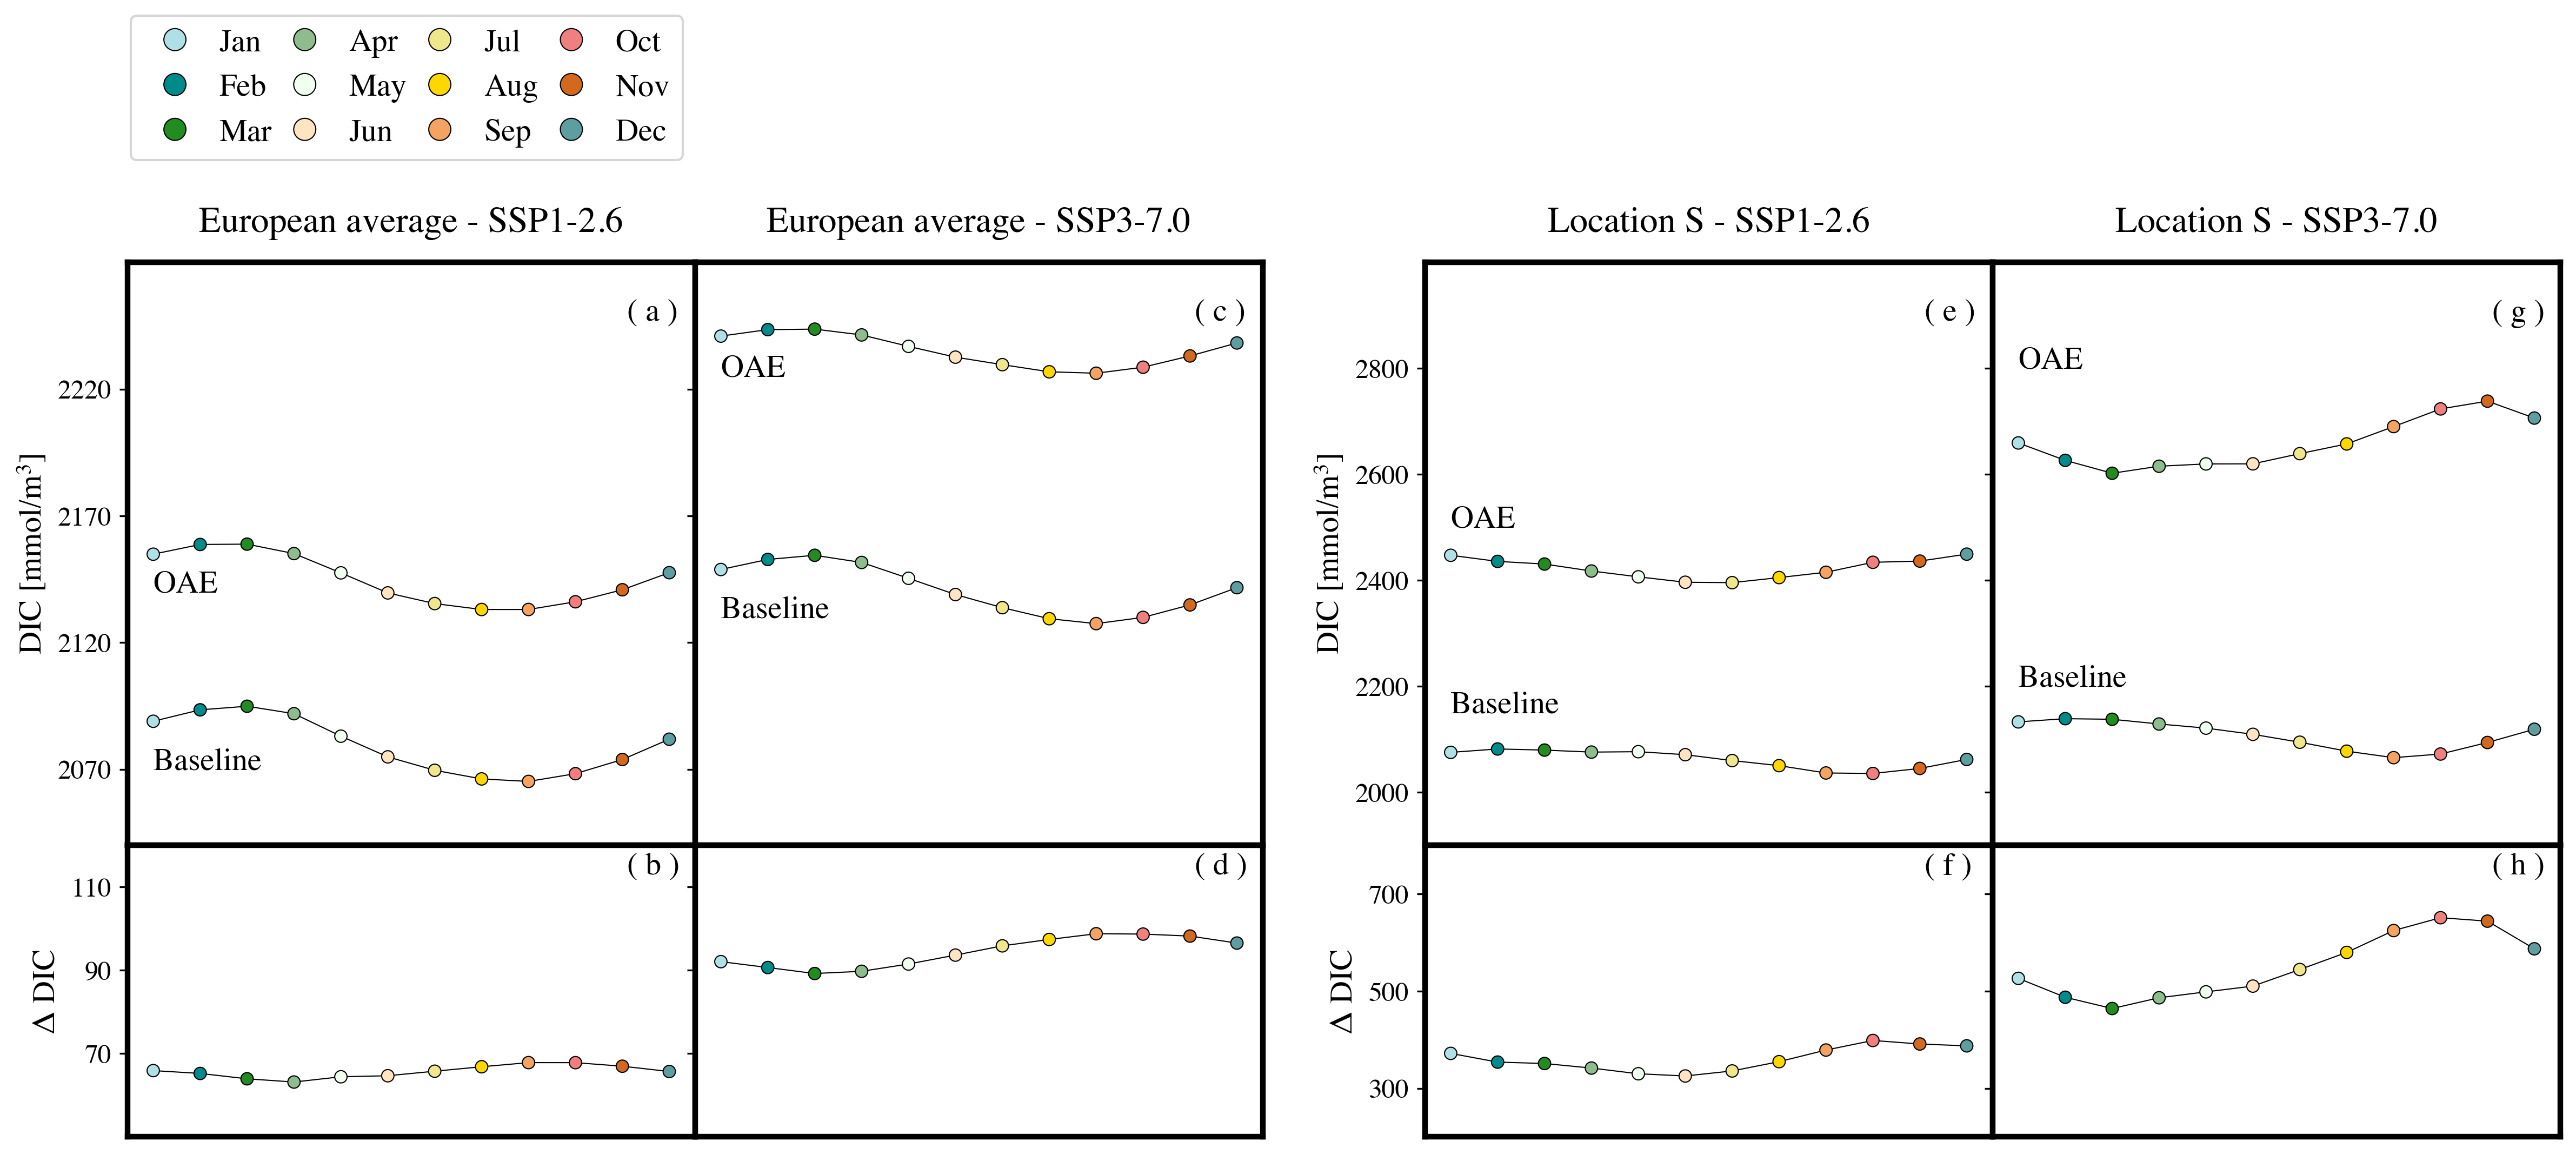 Jan Apr Jul Oct
Feb May Aug Nov
Mar Jun Sep Dec
European average - SSP1-2.6
European average - SSP3-7.0
Location S - SSP1-2.6
Location S - SSP3-7.0
DIC [mmol/m³]
2220
2170
2120
2070
( a )
OAE
Baseline
( c )
OAE
Baseline
Δ DIC
110
90
70
( b )
( d )
DIC [mmol/m³]
2800
2600
2400
2200
2000
( e )
OAE
Baseline
( g )
OAE
Baseline
Δ DIC
700
500
300
( f )
( h )